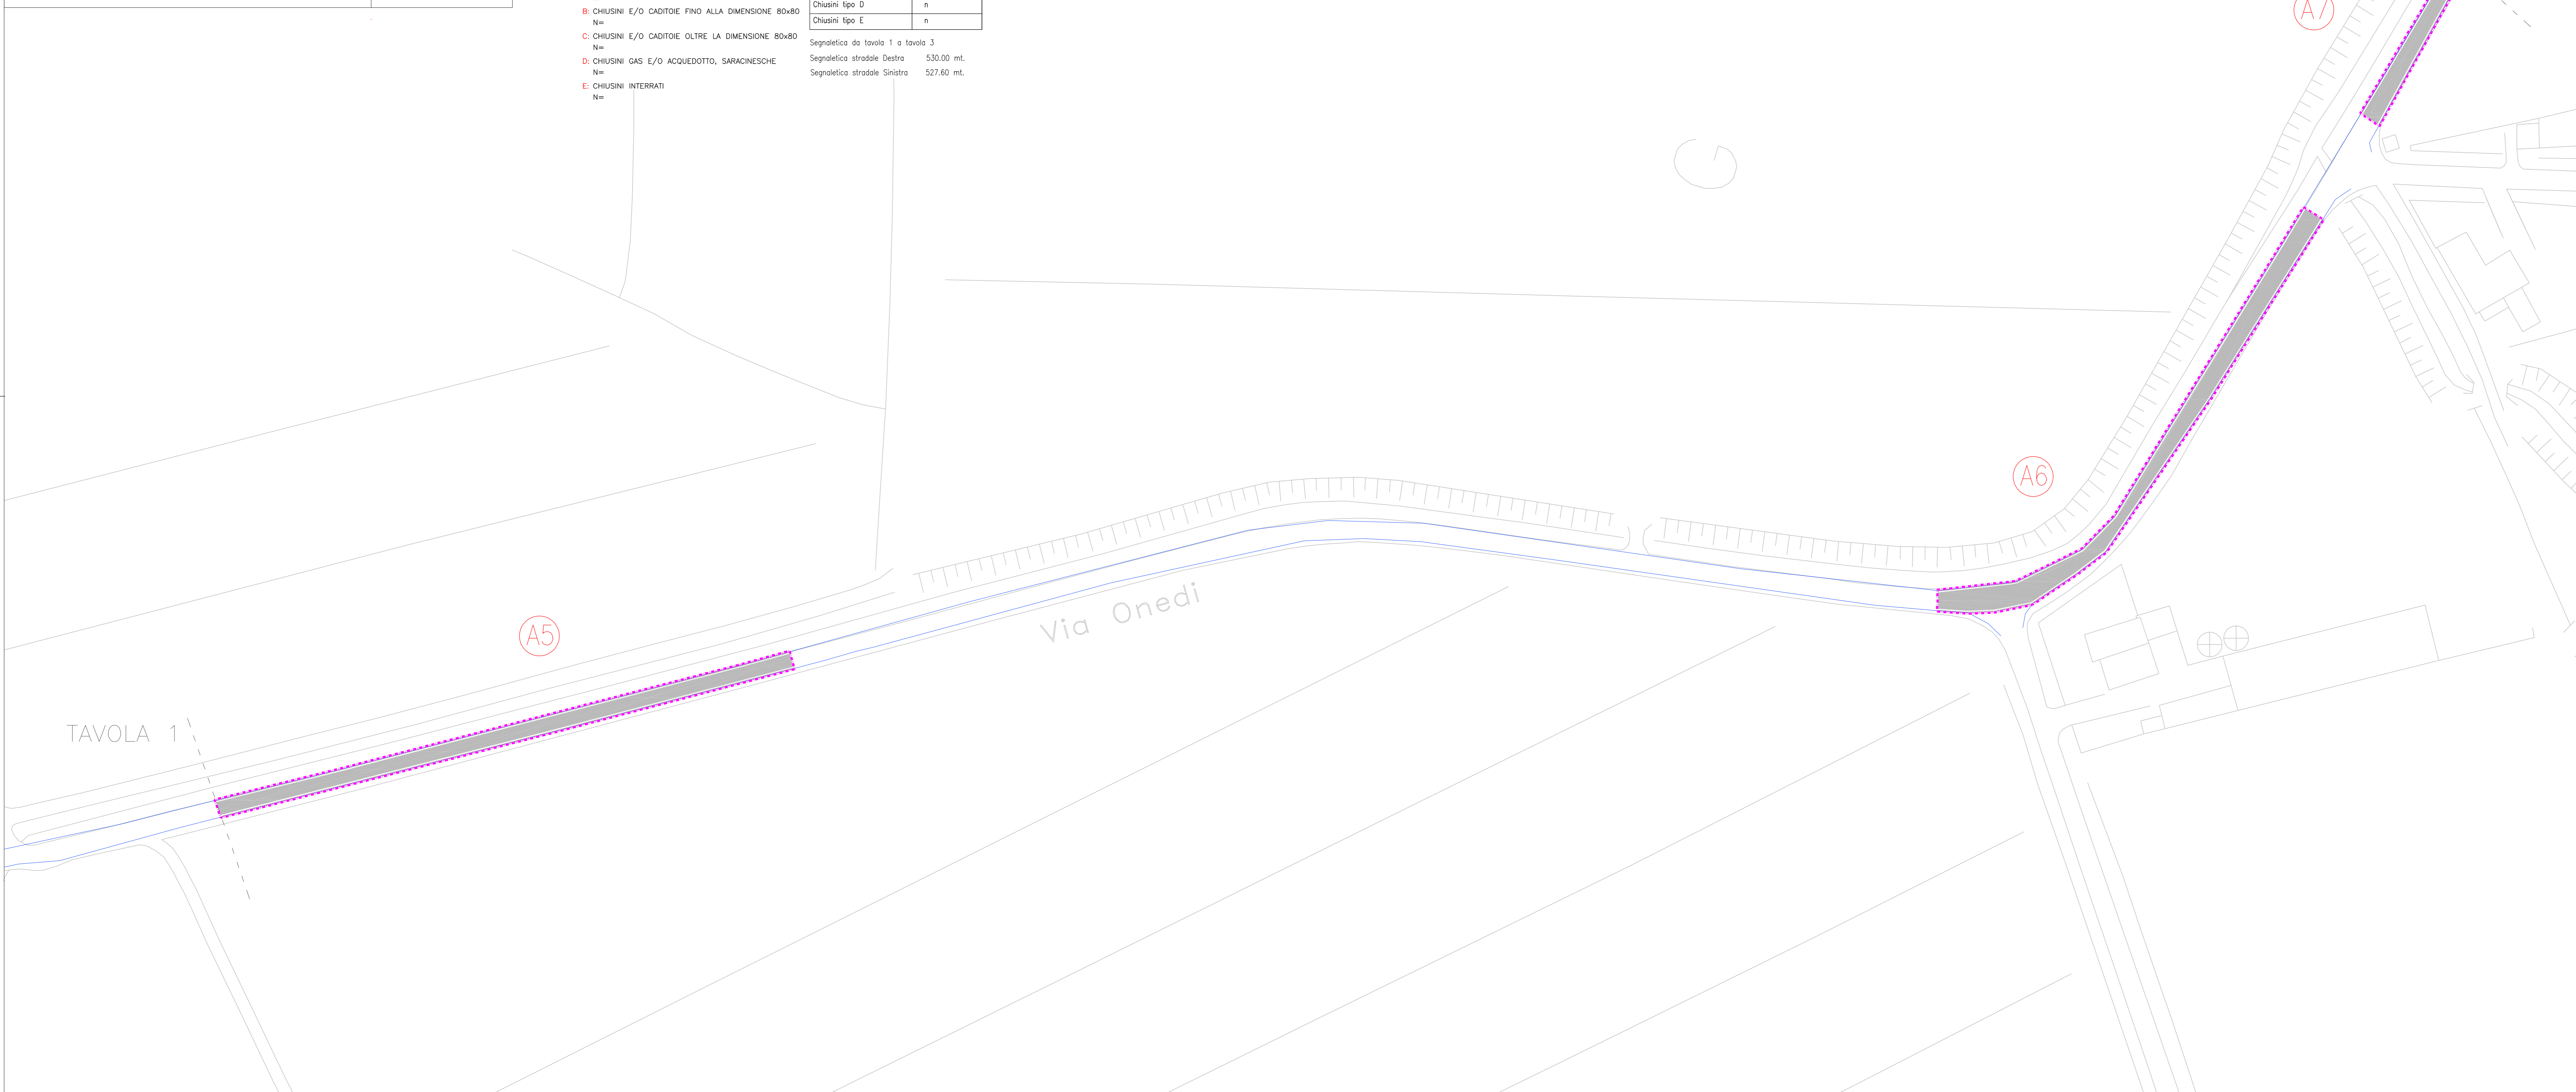 B: CHIUSINI E/O CADITOIE FINO ALLA DIMENSIONE 80x80
N=
C: CHIUSINI E/O CADITOIE OLTRE LA DIMENSIONE 80x80
N=
D: CHIUSINI GAS E/O ACQUEDOTTO, SARACINESCHE
N=
E: CHIUSINI INTERRATI
N=
Chiusini tipo D n
Chiusini tipo E n
Segnaletica da tavola 1 a tavola 3
Segnaletica stradale Destra 530.00 mt.
Segnaletica stradale Sinistra 527.60 mt.
A7
A6
A5
Via Onedi
TAVOLA 1